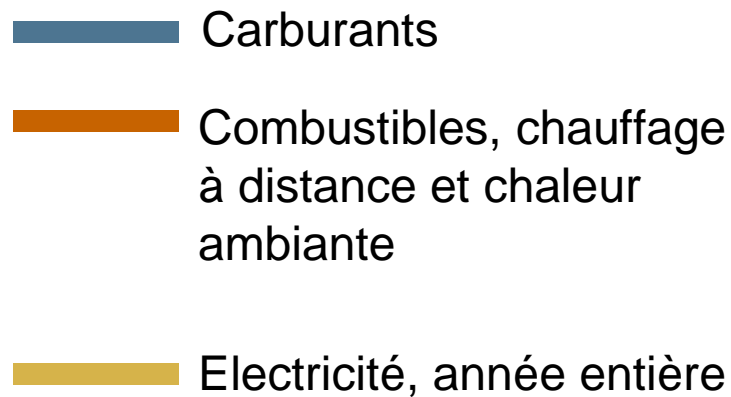 Carburants
Combustibles, chauffage
à distance et chaleur
ambiante
Electricité, année entière